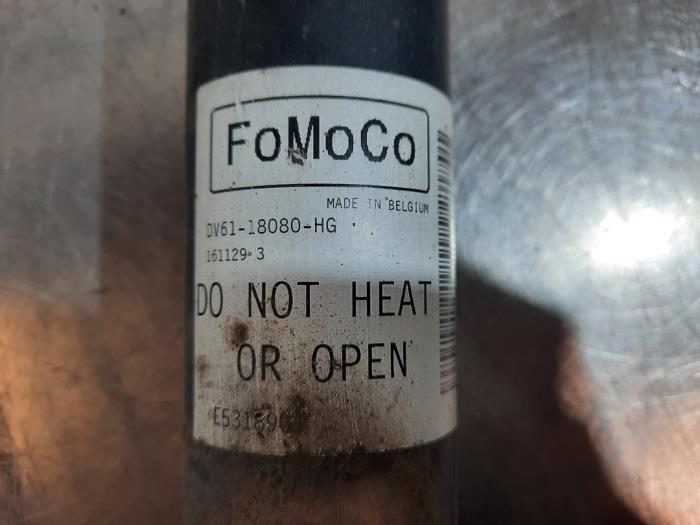 FoMoCo
MADE IN BELGIUM
DV61-18080-HG
161129- 3
DO NOT HEAT
OR OPEN